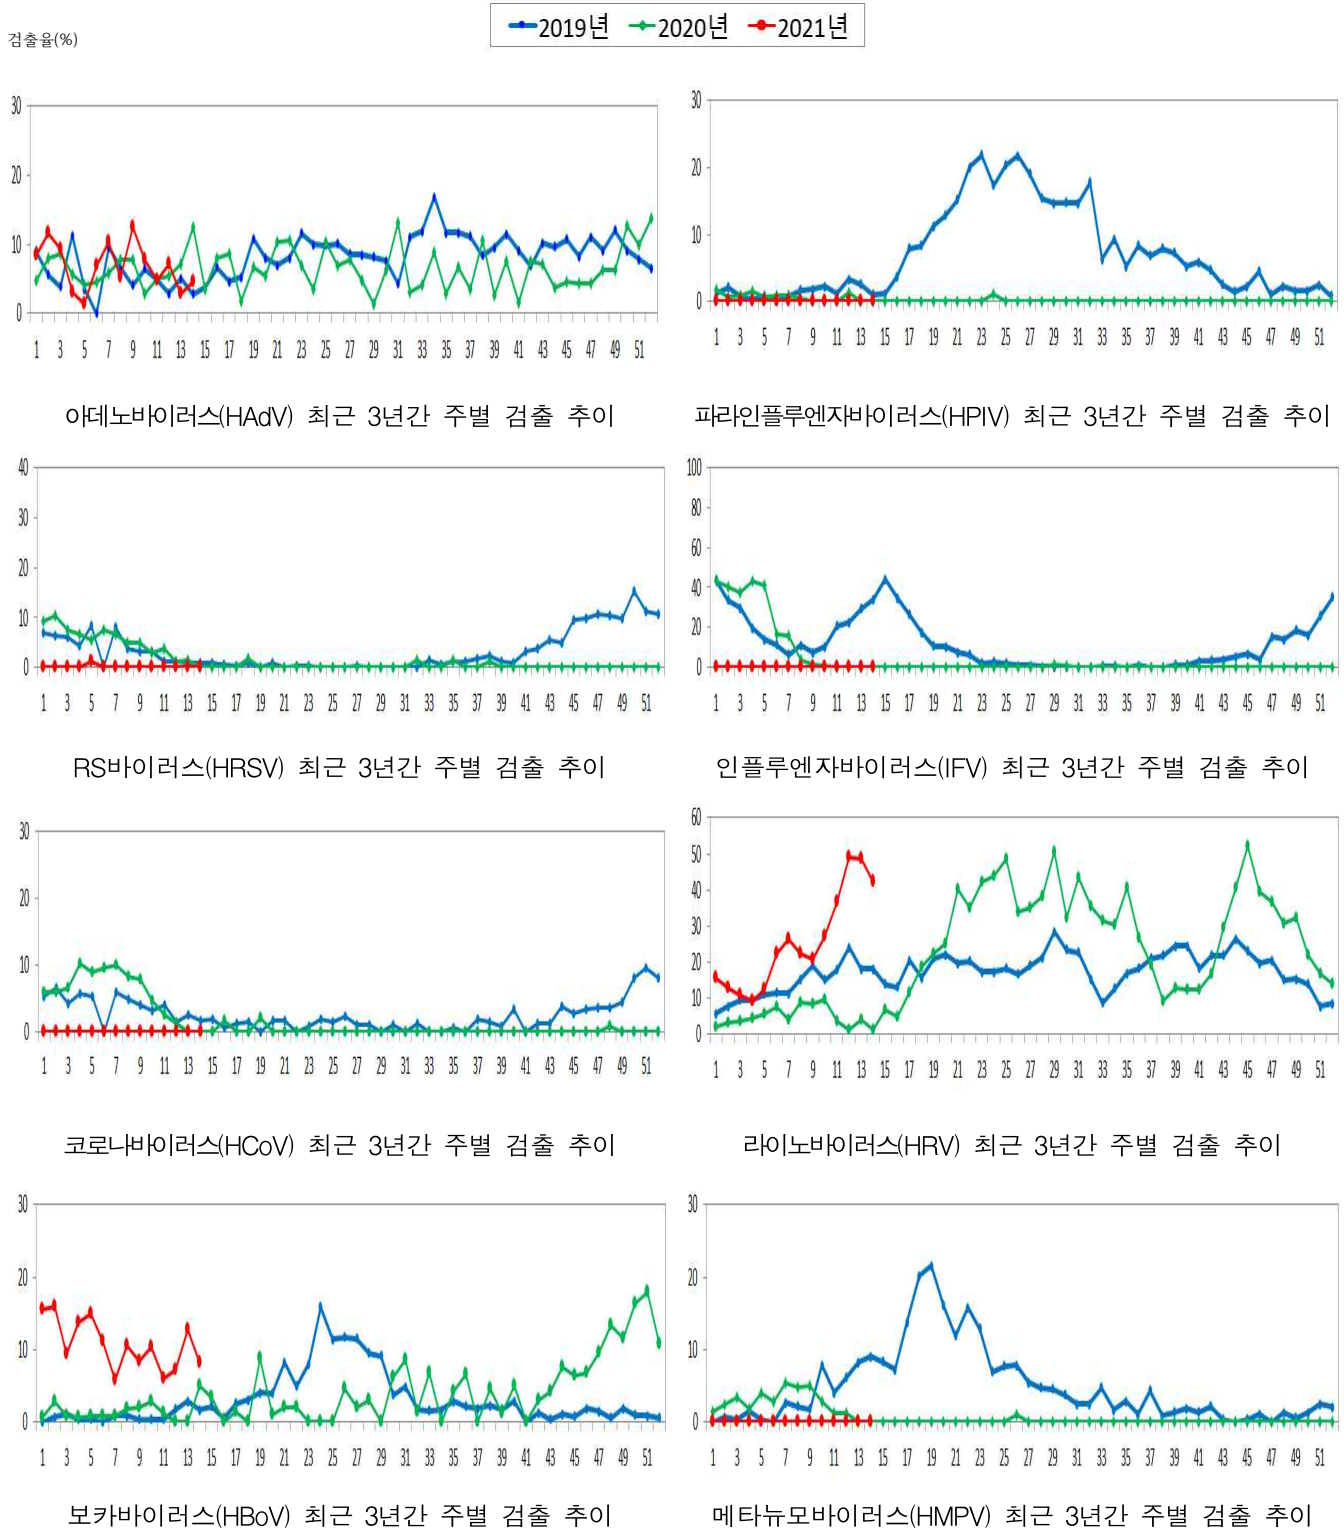 2019년 2020년 2021년
검출율(%)
30
20
10
0
1 3 5 7 9 11 13 15 17 19 21 23 25 27 29 31 33 35 37 39 41 43 45 47 49 51
아데노바이러스(HAdV) 최근 3년간 주별 검출 추이
30
20
10
0
1 3 5 7 9 11 13 15 17 19 21 23 25 27 29 31 33 35 37 39 41 43 45 47 49 51
파라인플루엔자바이러스(HPIV) 최근 3년간 주별 검출 추이
40
30
20
10
0
1 3 5 7 9 11 13 15 17 19 21 23 25 27 29 31 33 35 37 39 41 43 45 47 49 51
RS바이러스(HRSV) 최근 3년간 주별 검출 추이
100
80
60
40
20
0
1 3 5 7 9 11 13 15 17 19 21 23 25 27 29 31 33 35 37 39 41 43 45 47 49 51
인플루엔자바이러스(IFV) 최근 3년간 주별 검출 추이
30
20
10
0
1 3 5 7 9 11 13 15 17 19 21 23 25 27 29 31 33 35 37 39 41 43 45 47 49 51
코로나바이러스(HCoV) 최근 3년간 주별 검출 추이
60
50
40
30
20
10
0
1 3 5 7 9 11 13 15 17 19 21 23 25 27 29 31 33 35 37 39 41 43 45 47 49 51
라이노바이러스(HRV) 최근 3년간 주별 검출 추이
30
20
10
0
1 3 5 7 9 11 13 15 17 19 21 23 25 27 29 31 33 35 37 39 41 43 45 47 49 51
보카바이러스(HBoV) 최근 3년간 주별 검출 추이
30
20
10
0
1 3 5 7 9 11 13 15 17 19 21 23 25 27 29 31 33 35 37 39 41 43 45 47 49 51
메타뉴모바이러스(HMPV) 최근 3년간 주별 검출 추이